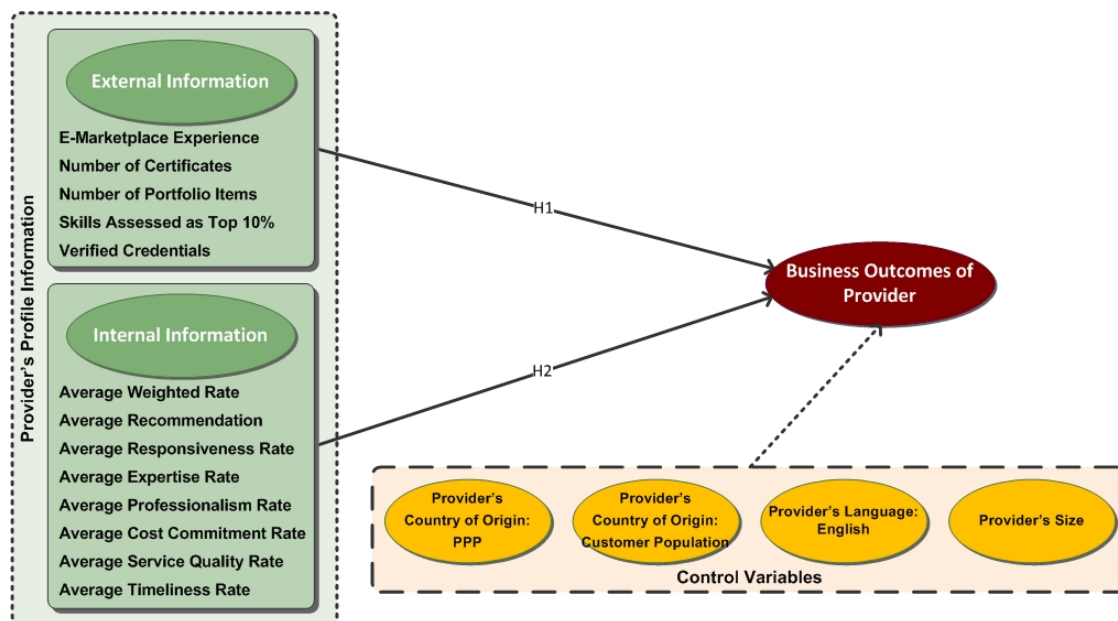 Provider's Profile Information
External Information
E-Marketplace Experience
Number of Certificates
Number of Portfolio Items
Skills Assessed as Top 10%
Verified Credentials
Internal Information
Average Weighted Rate
Average Recommendation
Average Responsiveness Rate
Average Expertise Rate
Average Professionalism Rate
Average Cost Commitment Rate
Average Service Quality Rate
Average Timeliness Rate
H1
H2
Business Outcomes of
Provider
Provider's
Country of Origin:
PPP
Provider's
Country of Origin:
Customer Population
Provider's Language:
English
Provider's Size
Control Variables